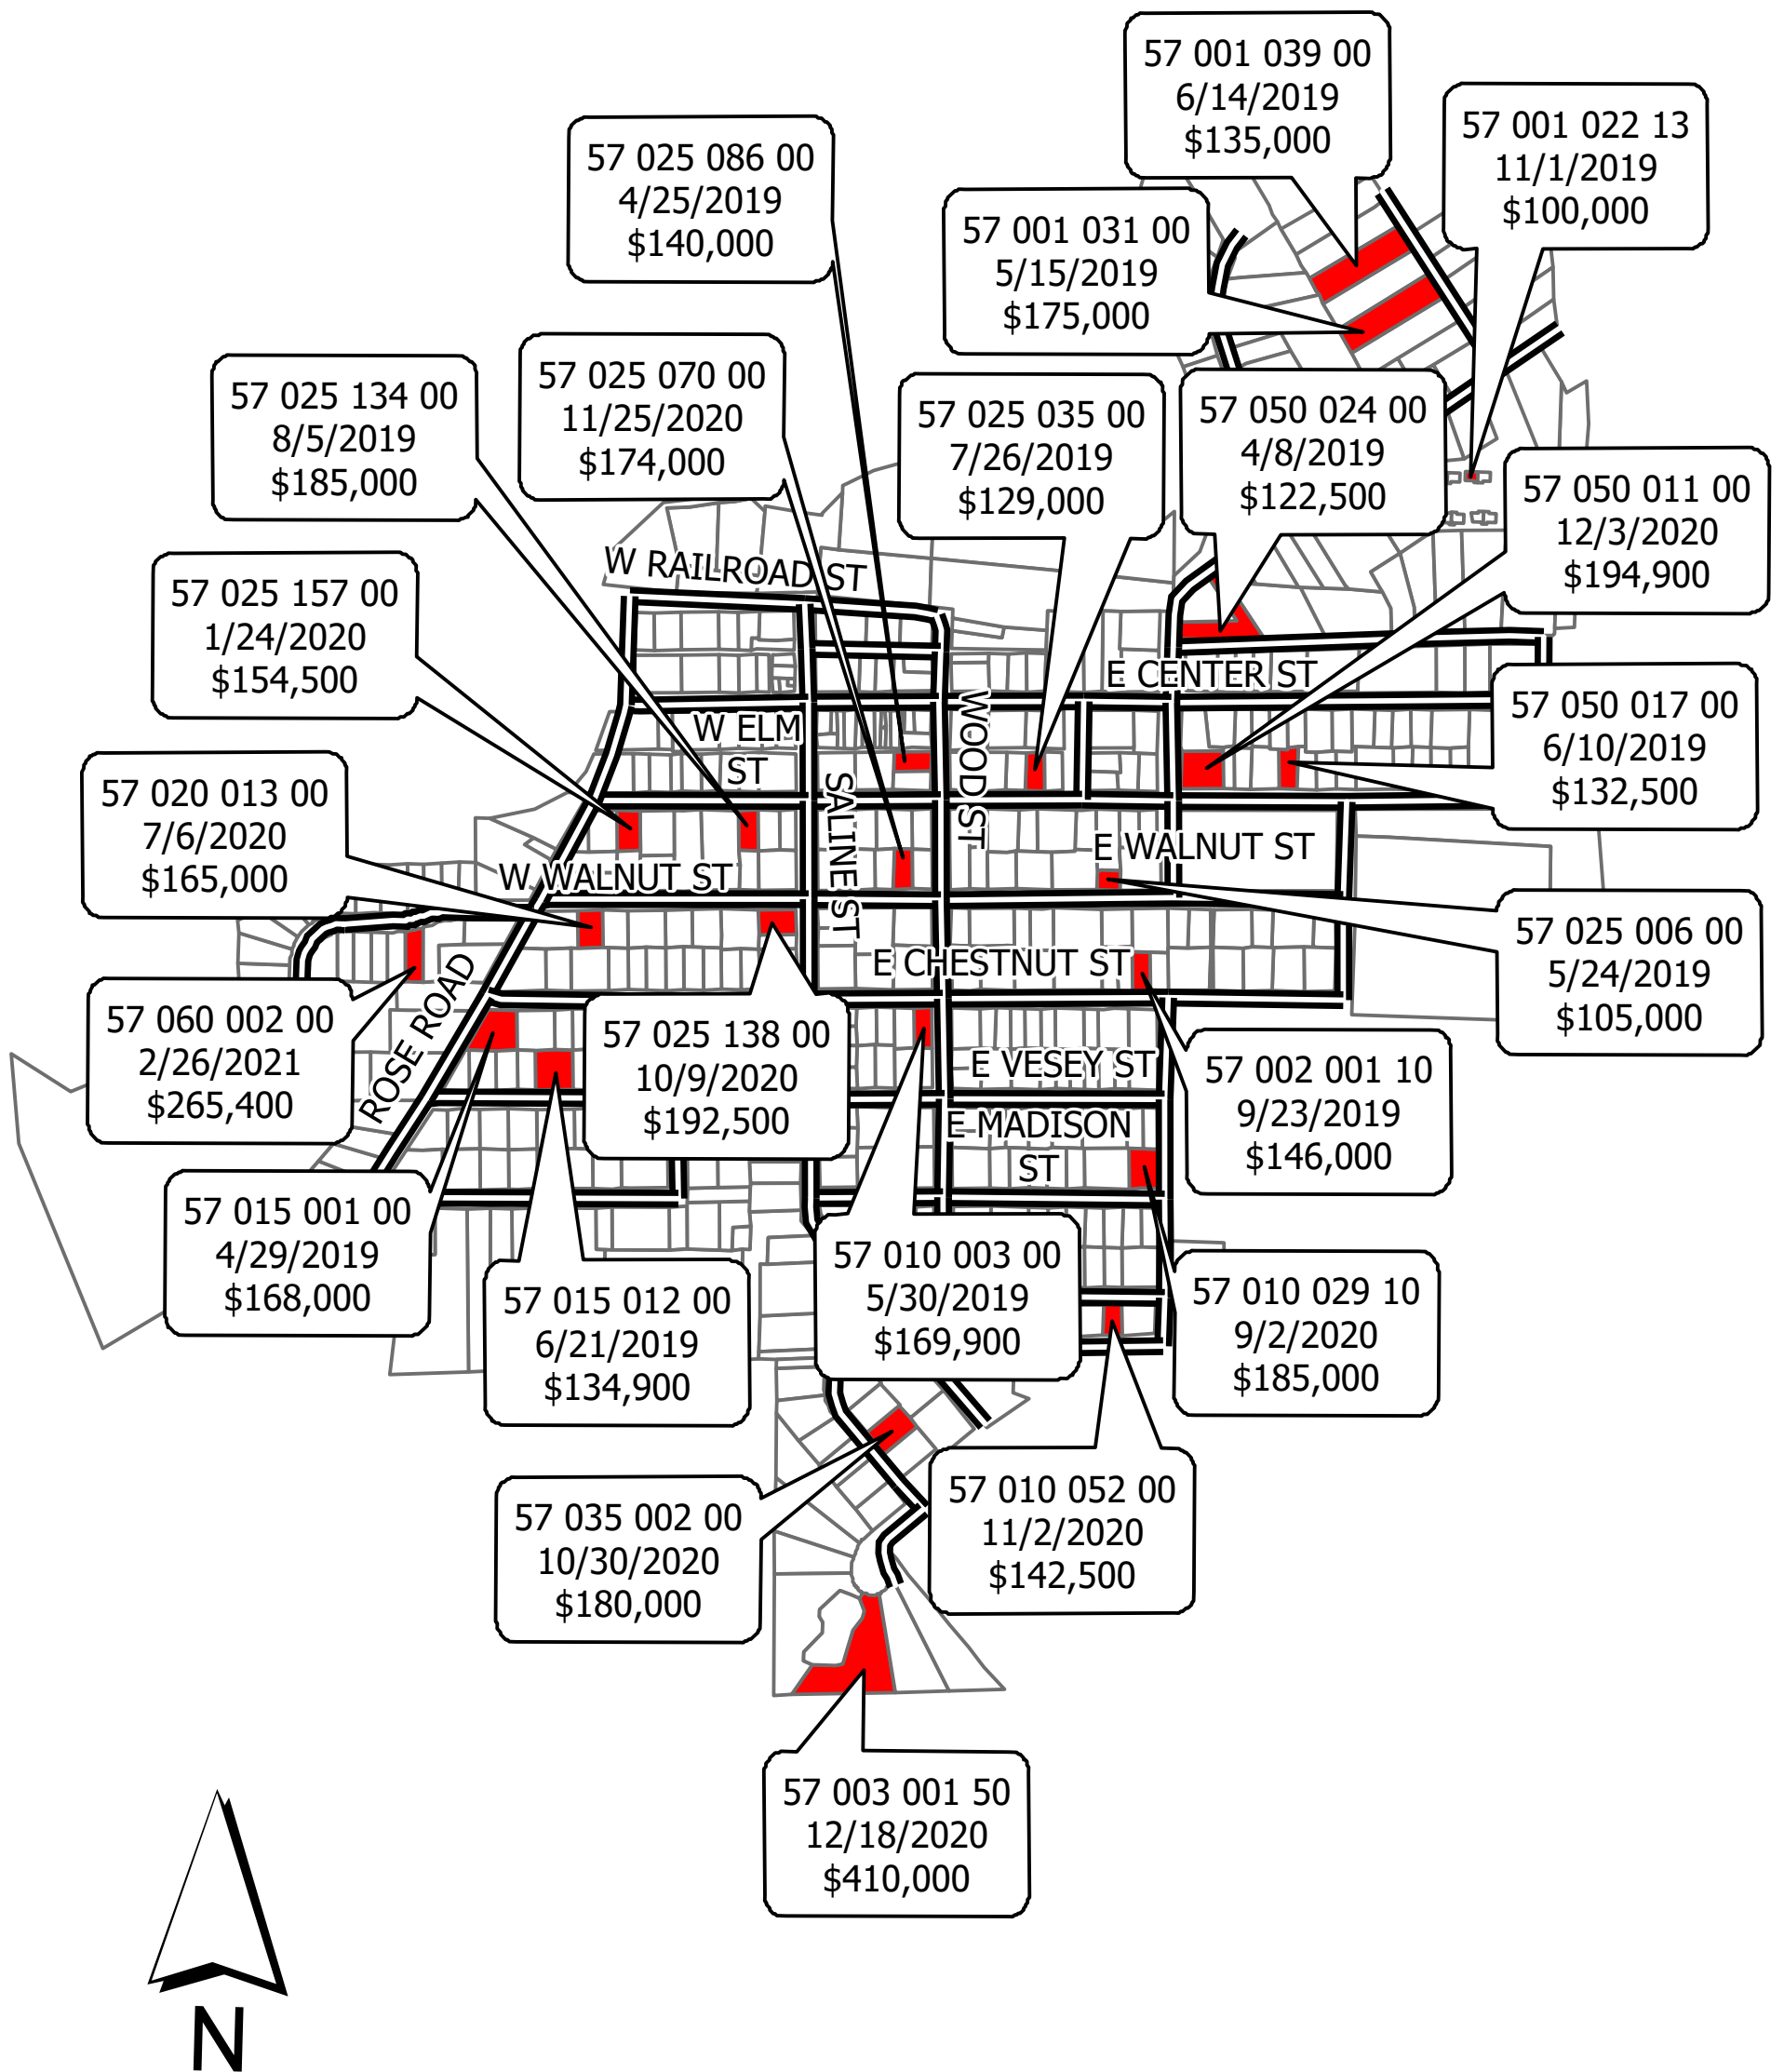 57 001 039 00
6/14/2019
$135,000
57 001 022 13
11/1/2019
$100,000
57 025 086 00
4/25/2019
$140,000
57 001 031 00
5/15/2019
$175,000
57 025 134 00
8/5/2019
$185,000
57 025 070 00
11/25/2020
$174,000
57 025 035 00
7/26/2019
$129,000
57 050 024 00
4/8/2019
$122,500
57 050 011 00
12/3/2020
$194,900
57 025 157 00
1/24/2020
$154,500
W RAILROAD ST
E CENTER ST
57 050 017 00
6/10/2019
$132,500
W ELM
ST
WOOD ST
SALINE ST
57 020 013 00
7/6/2020
$165,000
W WALNUT ST
E WALNUT ST
57 025 006 00
5/24/2019
$105,000
E CHESTNUT ST
ROSE ROAD
57 060 002 00
2/26/2021
$265,400
57 025 138 00
10/9/2020
$192,500
E VESEY ST
57 002 001 10
9/23/2019
$146,000
E MADISON
ST
57 015 001 00
4/29/2019
$168,000
57 015 012 00
6/21/2019
$134,900
57 010 003 00
5/30/2019
$169,900
57 010 029 10
9/2/2020
$185,000
57 035 002 00
10/30/2020
$180,000
57 010 052 00
11/2/2020
$142,500
57 003 001 50
12/18/2020
$410,000
N